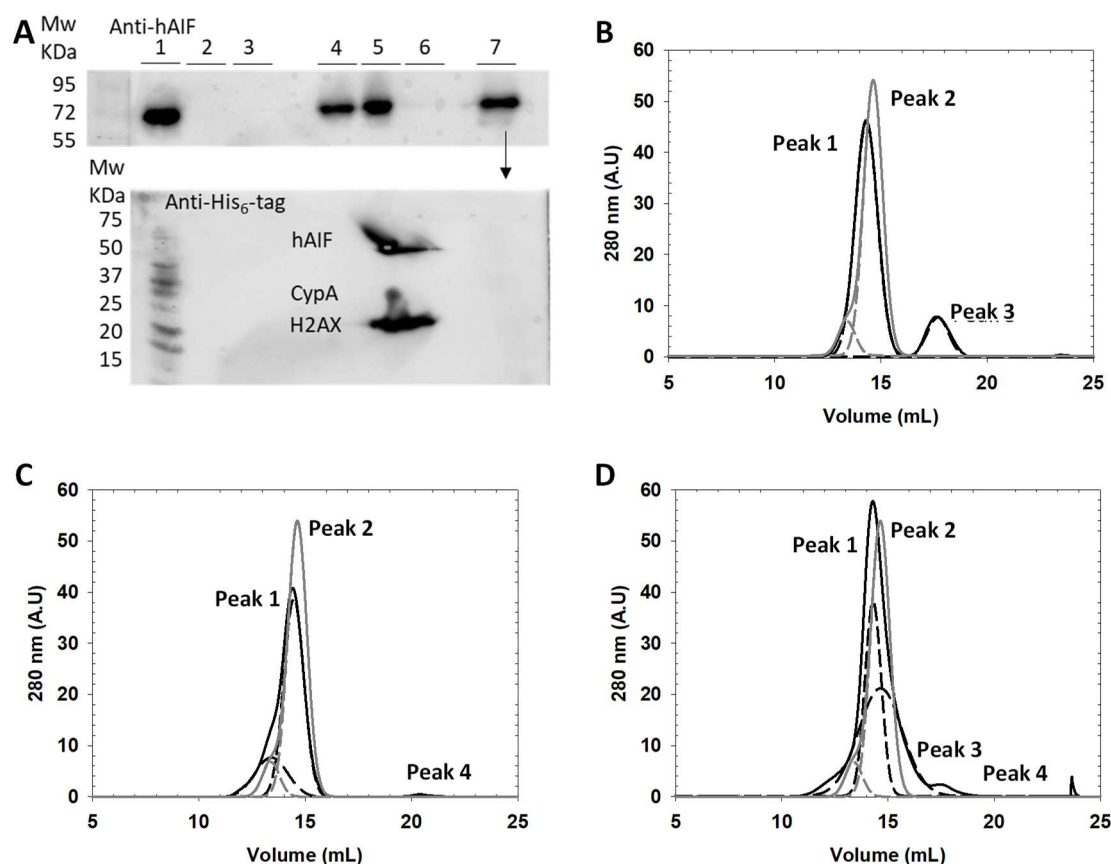 A
Mw
KDa
Anti-hAIF
1 2 3 4 5 6 7
95
72
55
Mw
KDa
Anti-His6-tag
75
50
37
25
20
15
hAIF
CypA
H2AX
B
60
50
40
30
20
10
0
280 nm (A.U)
Peak 1
Peak 2
Peak 3
5 10 15 20 25
Volume (mL)
C
60
50
40
30
20
10
0
280 nm (A.U)
Peak 1
Peak 2
Peak 4
5 10 15 20 25
Volume (mL)
D
60
50
40
30
20
10
0
280 nm (A.U)
Peak 1
Peak 2
Peak 3
Peak 4
5 10 15 20 25
Volume (mL)